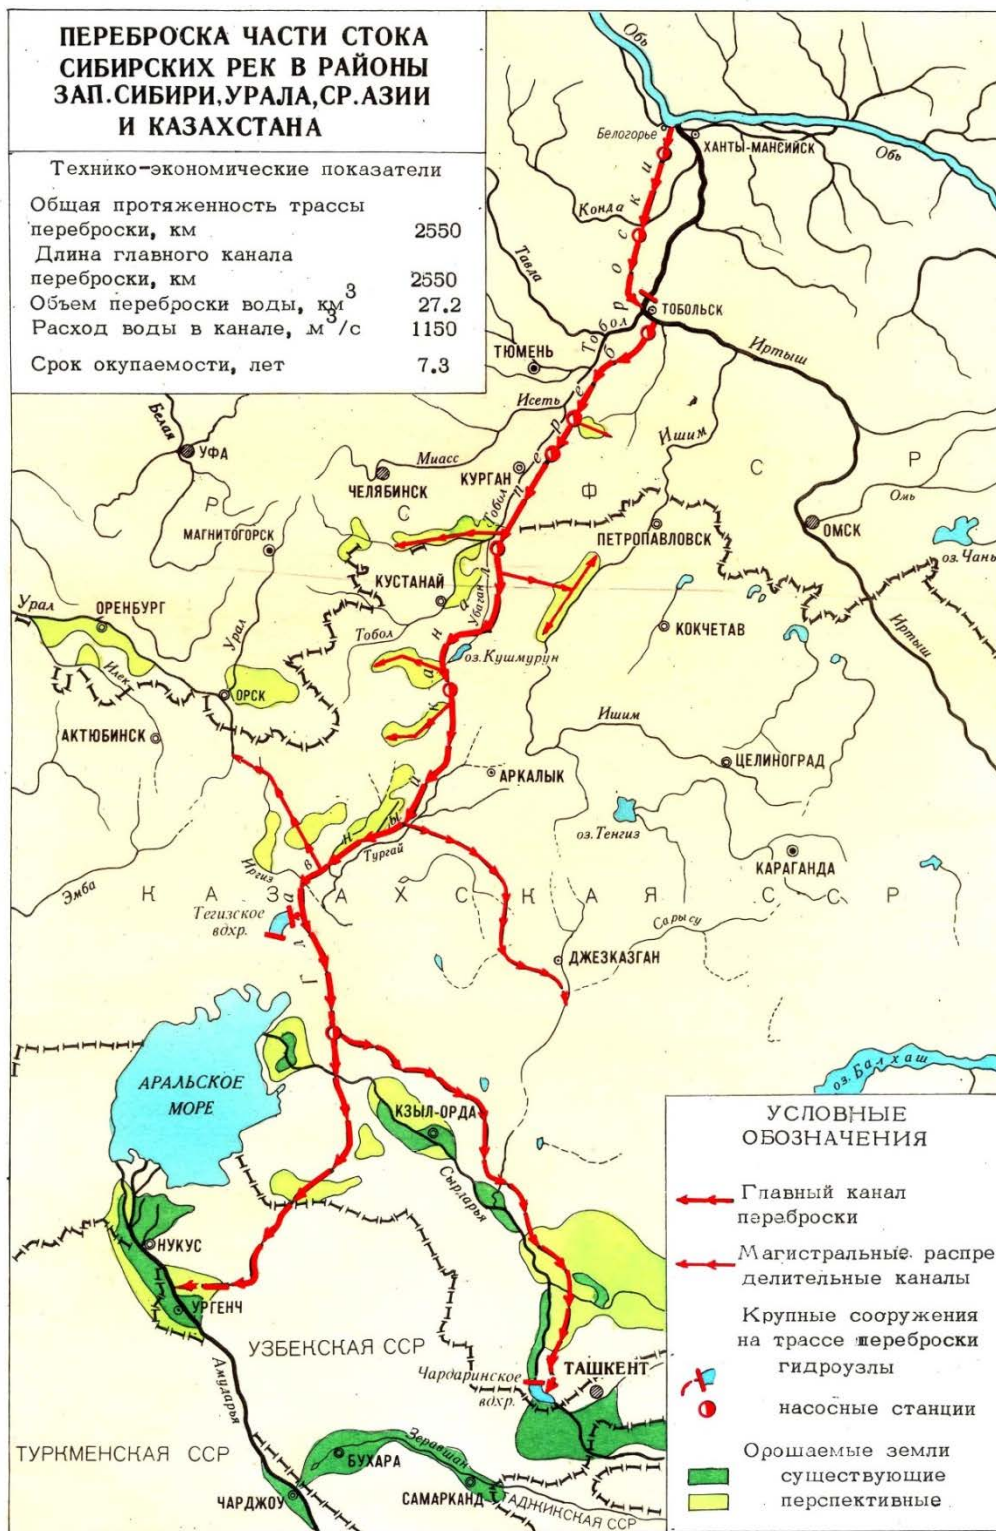 ПЕРЕБРОСКА ЧАСТИ СТОКА
СИБИРСКИХ РЕК В РАЙОНЫ
ЗАП.СИБИРИ,УРАЛА,СР.АЗИИ
И КАЗАХСТАНА
Технико-экономические показатели
Общая протяженность трассы
переброски, км 2550
Длина главного канала
переброски, км 2550
Объем переброски воды, км³ 27.2
Расход воды в канале, м³/с 1150
Срок окупаемости, лет 7.3
Обь
Белогорье
ХАНТЫ-МАНСИЙСК
Обь
Конда
Тавда
ТОБОЛЬСК
Тобол
ТЮМЕНЬ
Иртыш
Исеть
Белая
УФА
Миасс
Ишим
ЧЕЛЯБИНСК
КУРГАН
Омь
Р С Ф С Р
Тобол
МАГНИТОГОРСК
ПЕТРОПАВЛОВСК
ОМСК
оз. Чаны
КУСТАНАЙ
Убаган
Урал
ОРЕНБУРГ
Урал
Тобол
КОКЧЕТАВ
Иртыш
оз.Кушмурун
Илек
ОРСК
АКТЮБИНСК
Ишим
ЦЕЛИНОГРАД
АРКАЛЫК
оз.Тенгиз
Тургай
Иргиз
КАРАГАНДА
Эмба
КАЗАХСКАЯ ССР
Главный канал переброски
Тегизское
вдхр.
Сарысу
ДЖЕЗКАЗГАН
АРАЛЬСКОЕ
МОРЕ
оз.Балхаш
КЗЫЛ-ОРДА
Сырдарья
НУКУС
УРГЕНЧ
УЗБЕКСКАЯ ССР
Амударья
Чардаринское
вдхр.
ТАШКЕНТ
ТУРКМЕНСКАЯ ССР
БУХАРА
Зеравшан
ЧАРДЖОУ
САМАРКАНД
ТАДЖИКСКАЯ ССР
УСЛОВНЫЕ
ОБОЗНАЧЕНИЯ
Главный канал
переброски
Магистральные распре
делительные каналы
Крупные сооружения
на трассе переброски
гидроузлы
насосные станции
Орошаемые земли
существующие
перспективные